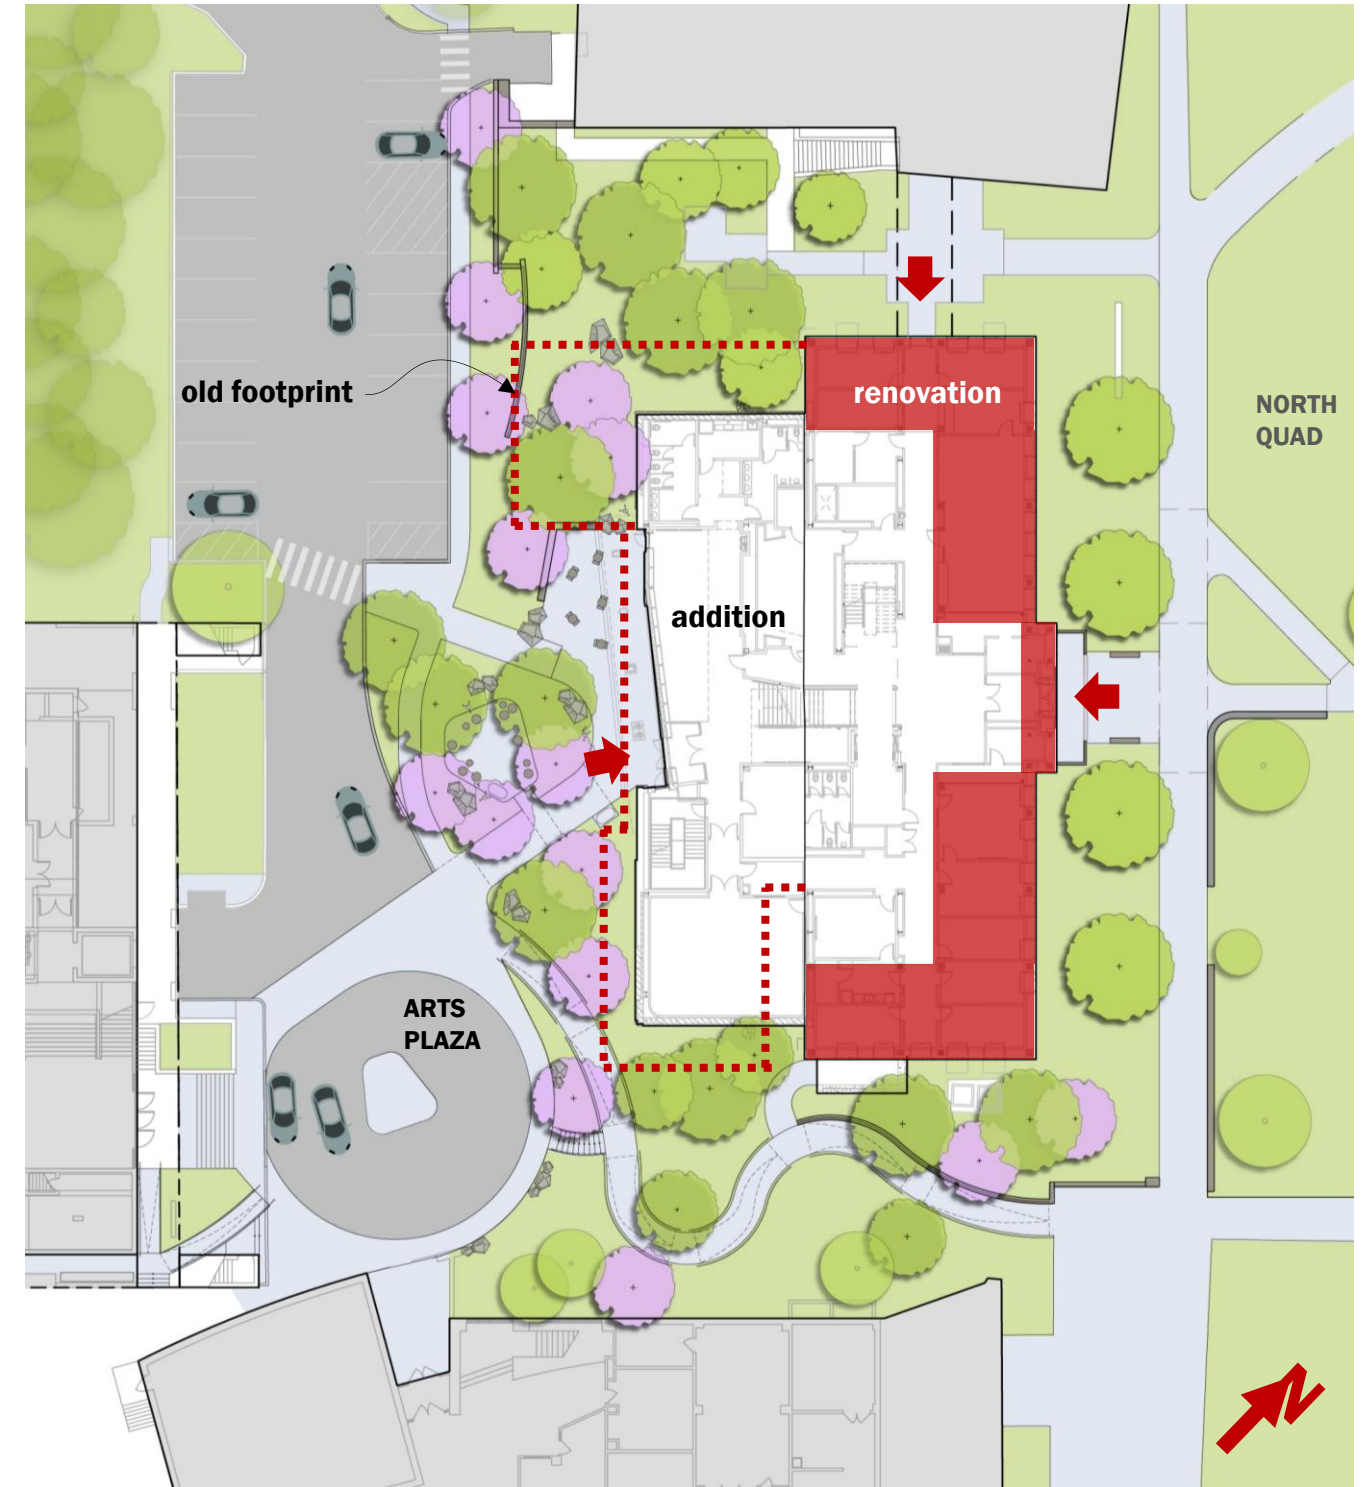 old footprint
renovation
NORTH
QUAD
addition
ARTS
PLAZA
N